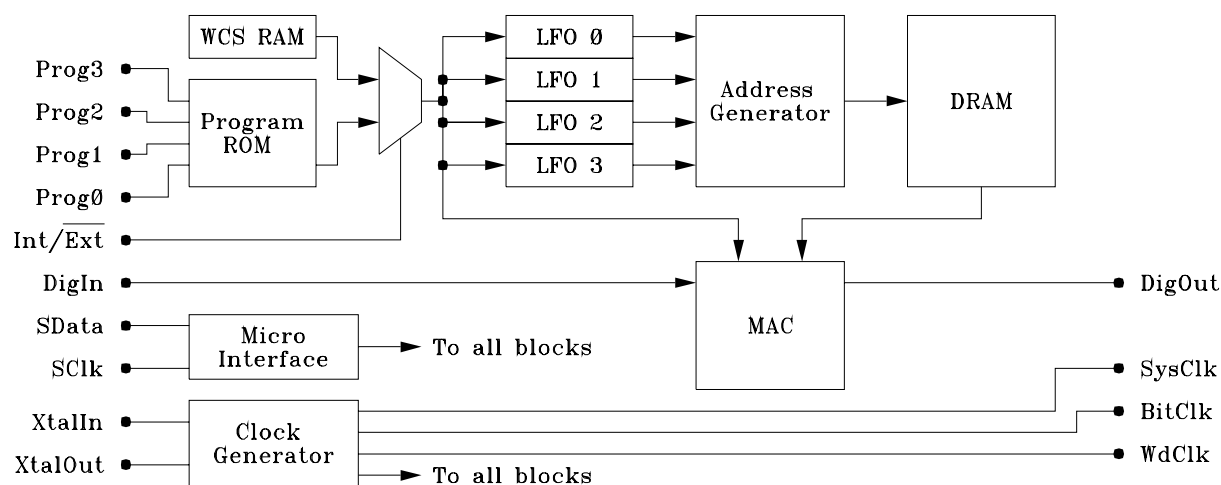 WCS RAM
LFO Ø
Prog3
LFO 1
Address
DRAM
Prog2
Program
Generator
ROM
LFO 2
Prog1
LFO 3
ProgØ
Int/Ext
DigIn
DigOut
SData
Micro
MAC
Interface
To all blocks
SClk
SysClk
XtalIn
Clock
BitClk
Generator
WdClk
XtalOut
To all blocks